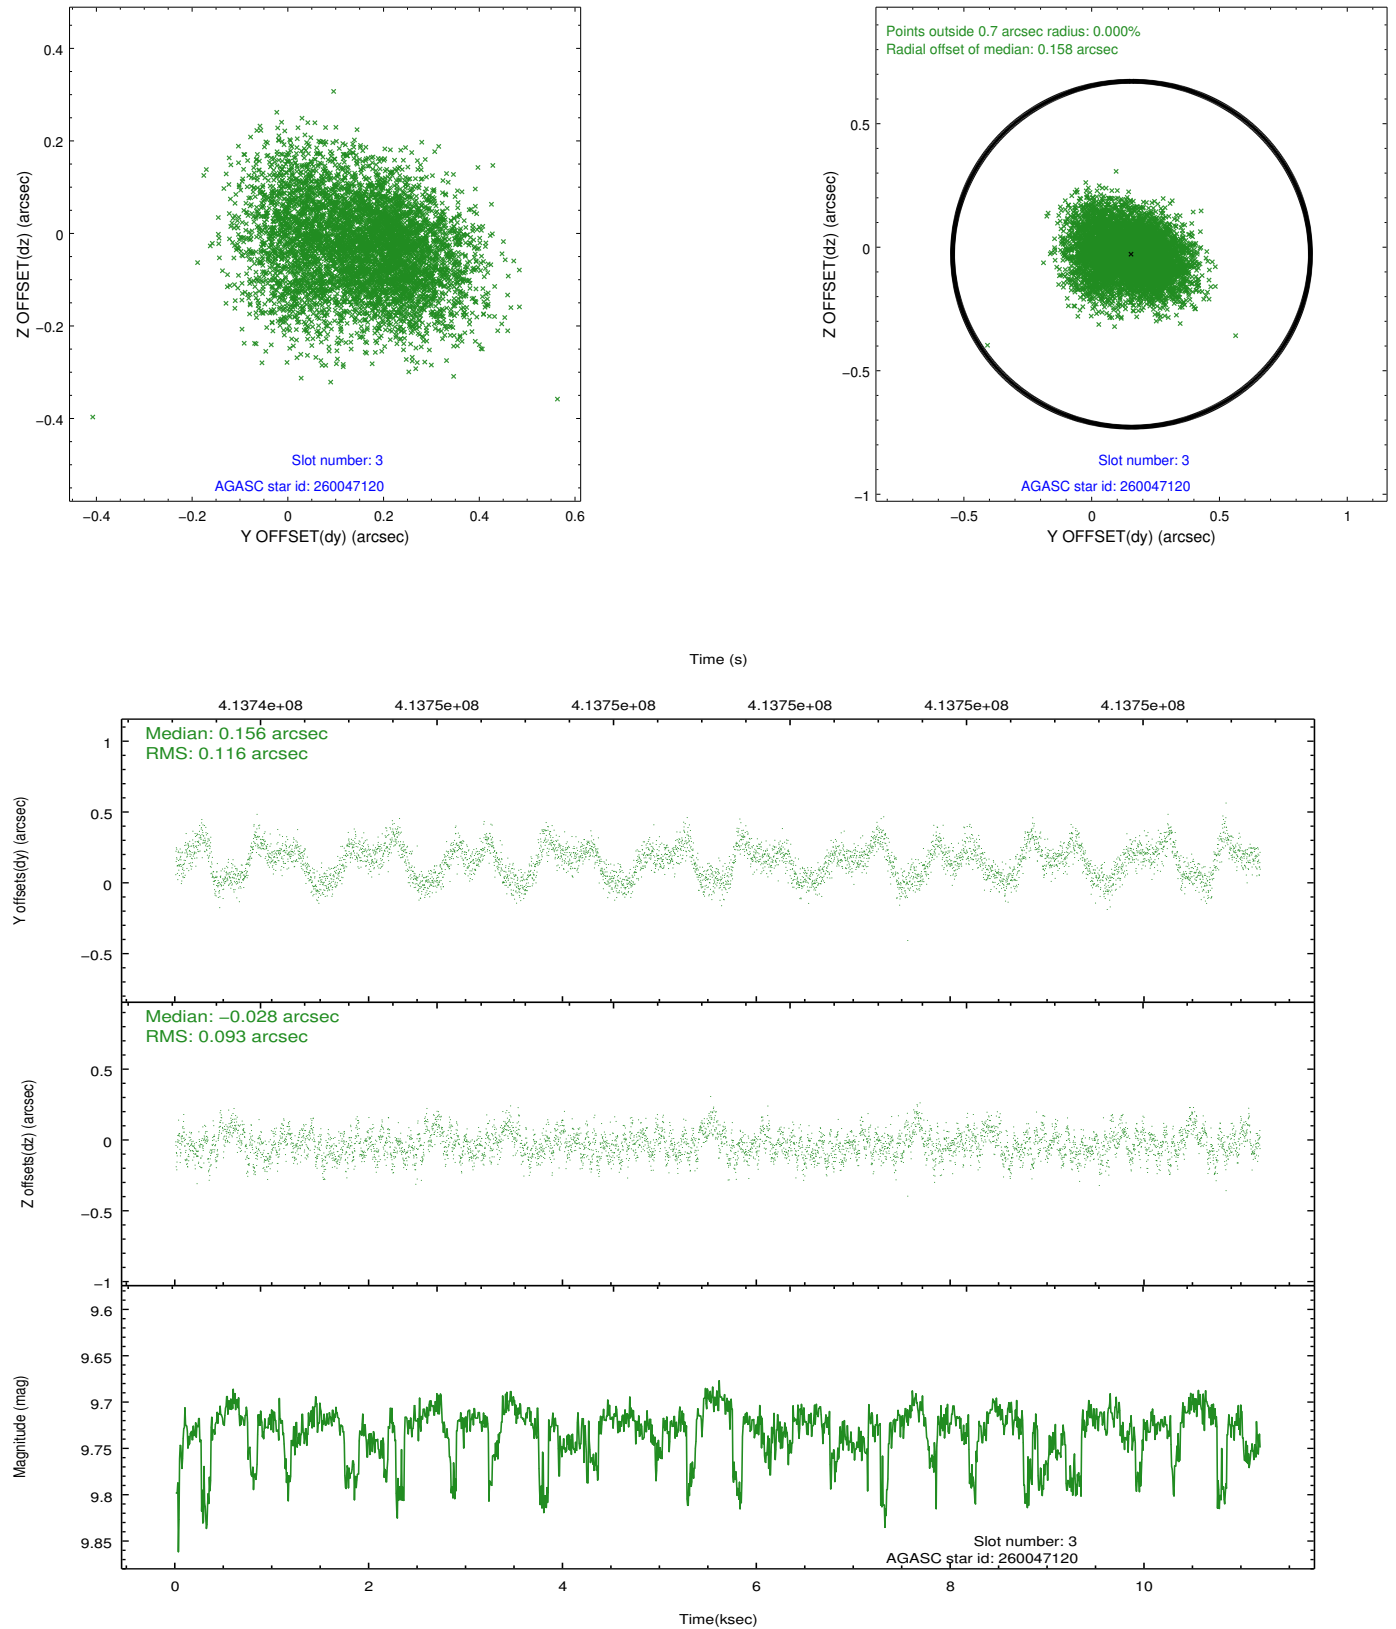 0.4
0.2
0
−0.2
−0.4
Z OFFSET(dz) (arcsec)
Slot number: 3
AGASC star id: 260047120
−0.4 −0.2 0 0.2 0.4 0.6
Y OFFSET(dy) (arcsec)
Points outside 0.7 arcsec radius: 0.000%
Radial offset of median: 0.158 arcsec
0.5
0
−0.5
−1
Z OFFSET(dz) (arcsec)
Slot number: 3
AGASC star id: 260047120
−0.5 0 0.5 1
Y OFFSET(dy) (arcsec)
Time (s)
4.1374e+08 4.1375e+08 4.1375e+08 4.1375e+08 4.1375e+08 4.1375e+08
Median: 0.156 arcsec
RMS: 0.116 arcsec
1
0.5
0
−0.5
Y offsets(dy) (arcsec)
Median: −0.028 arcsec
RMS: 0.093 arcsec
0.5
0
−0.5
−1
Z offsets(dz) (arcsec)
9.6
9.65
9.7
9.75
9.8
9.85
Magnitude (mag)
Slot number: 3
AGASC star id: 260047120
0 2 4 6 8 10
Time(ksec)